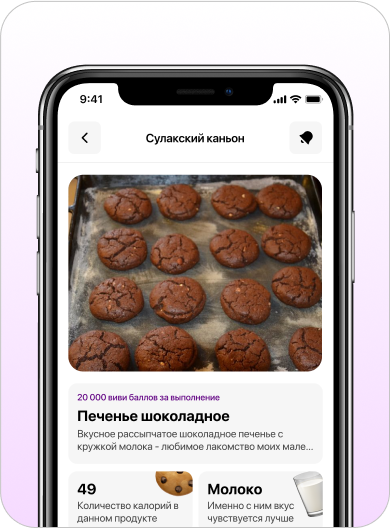 9:41
Сулакский каньон
20 000 виви баллов за выполнение
Печенье шоколадное
Вкусное рассыпчатое шоколадное печенье с
кружкой молока - любимое лакомство моих мале...
49
Количество калорий в
данном продукте
Молоко
Именно с ним вкус
чувствуется лучше